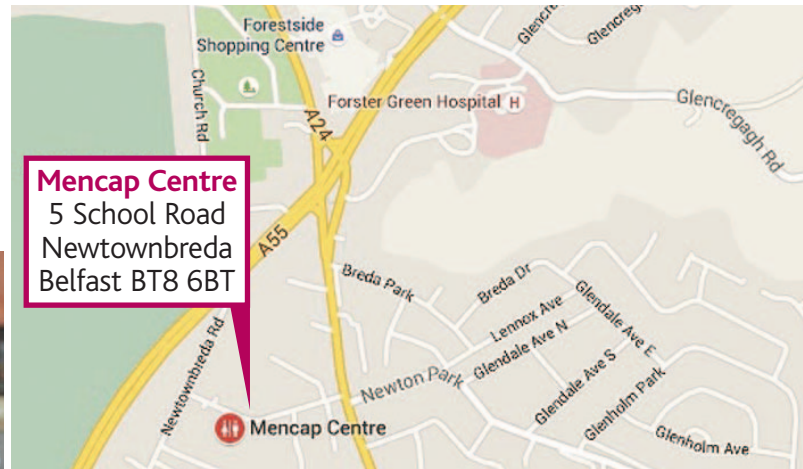 Forestside
Shopping Centre
Glencreg
Glencregag
Church Rd
A24
Forster Green Hospital H
Glencregagh Rd
Mencap Centre
5 School Road
Newtownbreda
Belfast BT8 6BT
A55
Breda Park
Breda Dr
Lennox Ave
Glendale Ave E
Glendale Ave N
Newton Park
Glendale Ave S
Glenholm Park
Glenholm Ave
Newtownbreda Rd
Mencap Centre